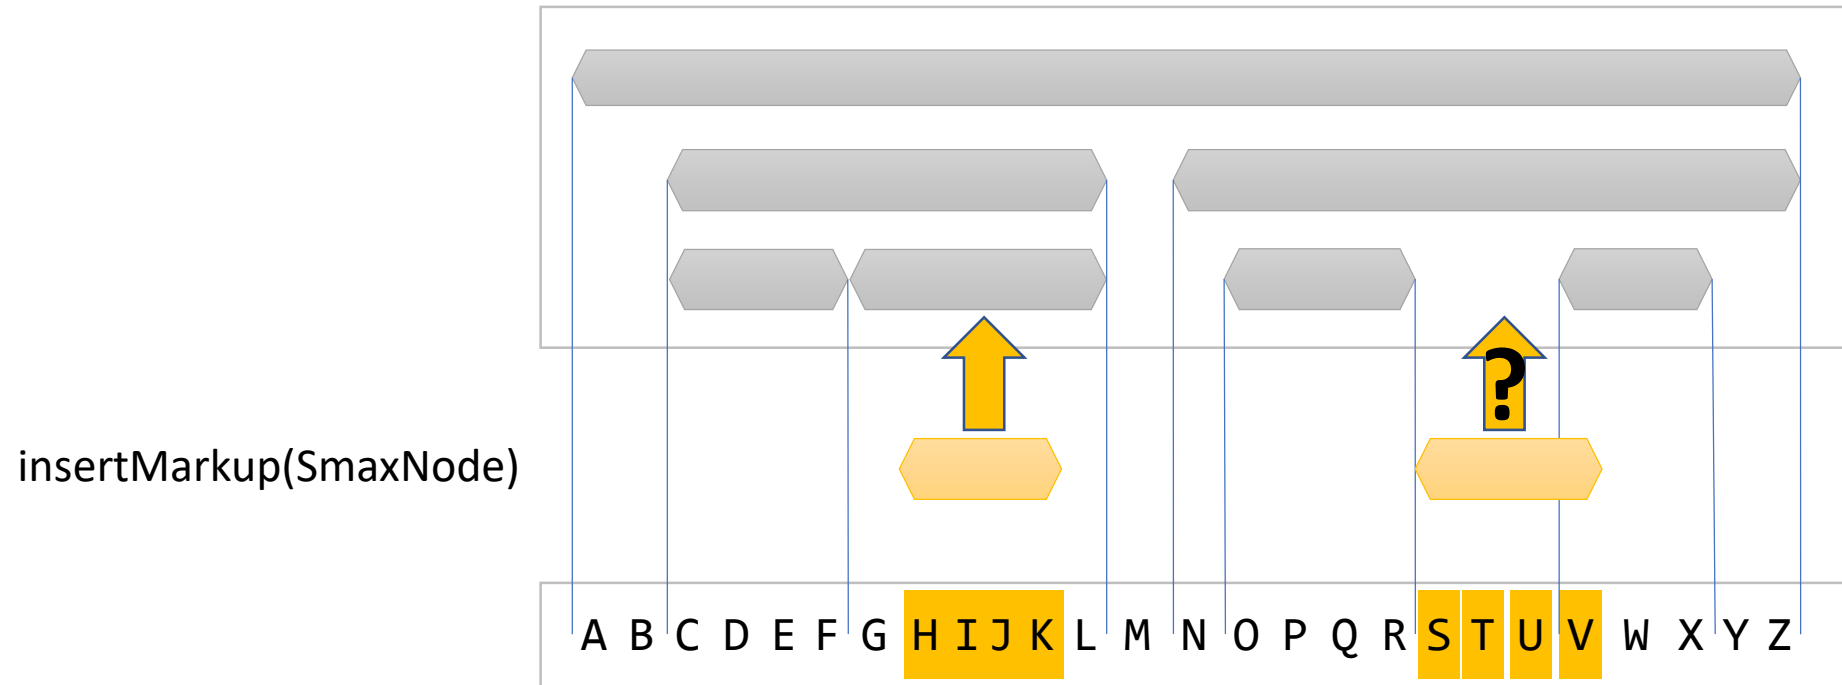 ?
insertMarkup(SmaxNode)
A B C D E F G H I J K L M N O P Q R S T U V W X Y Z